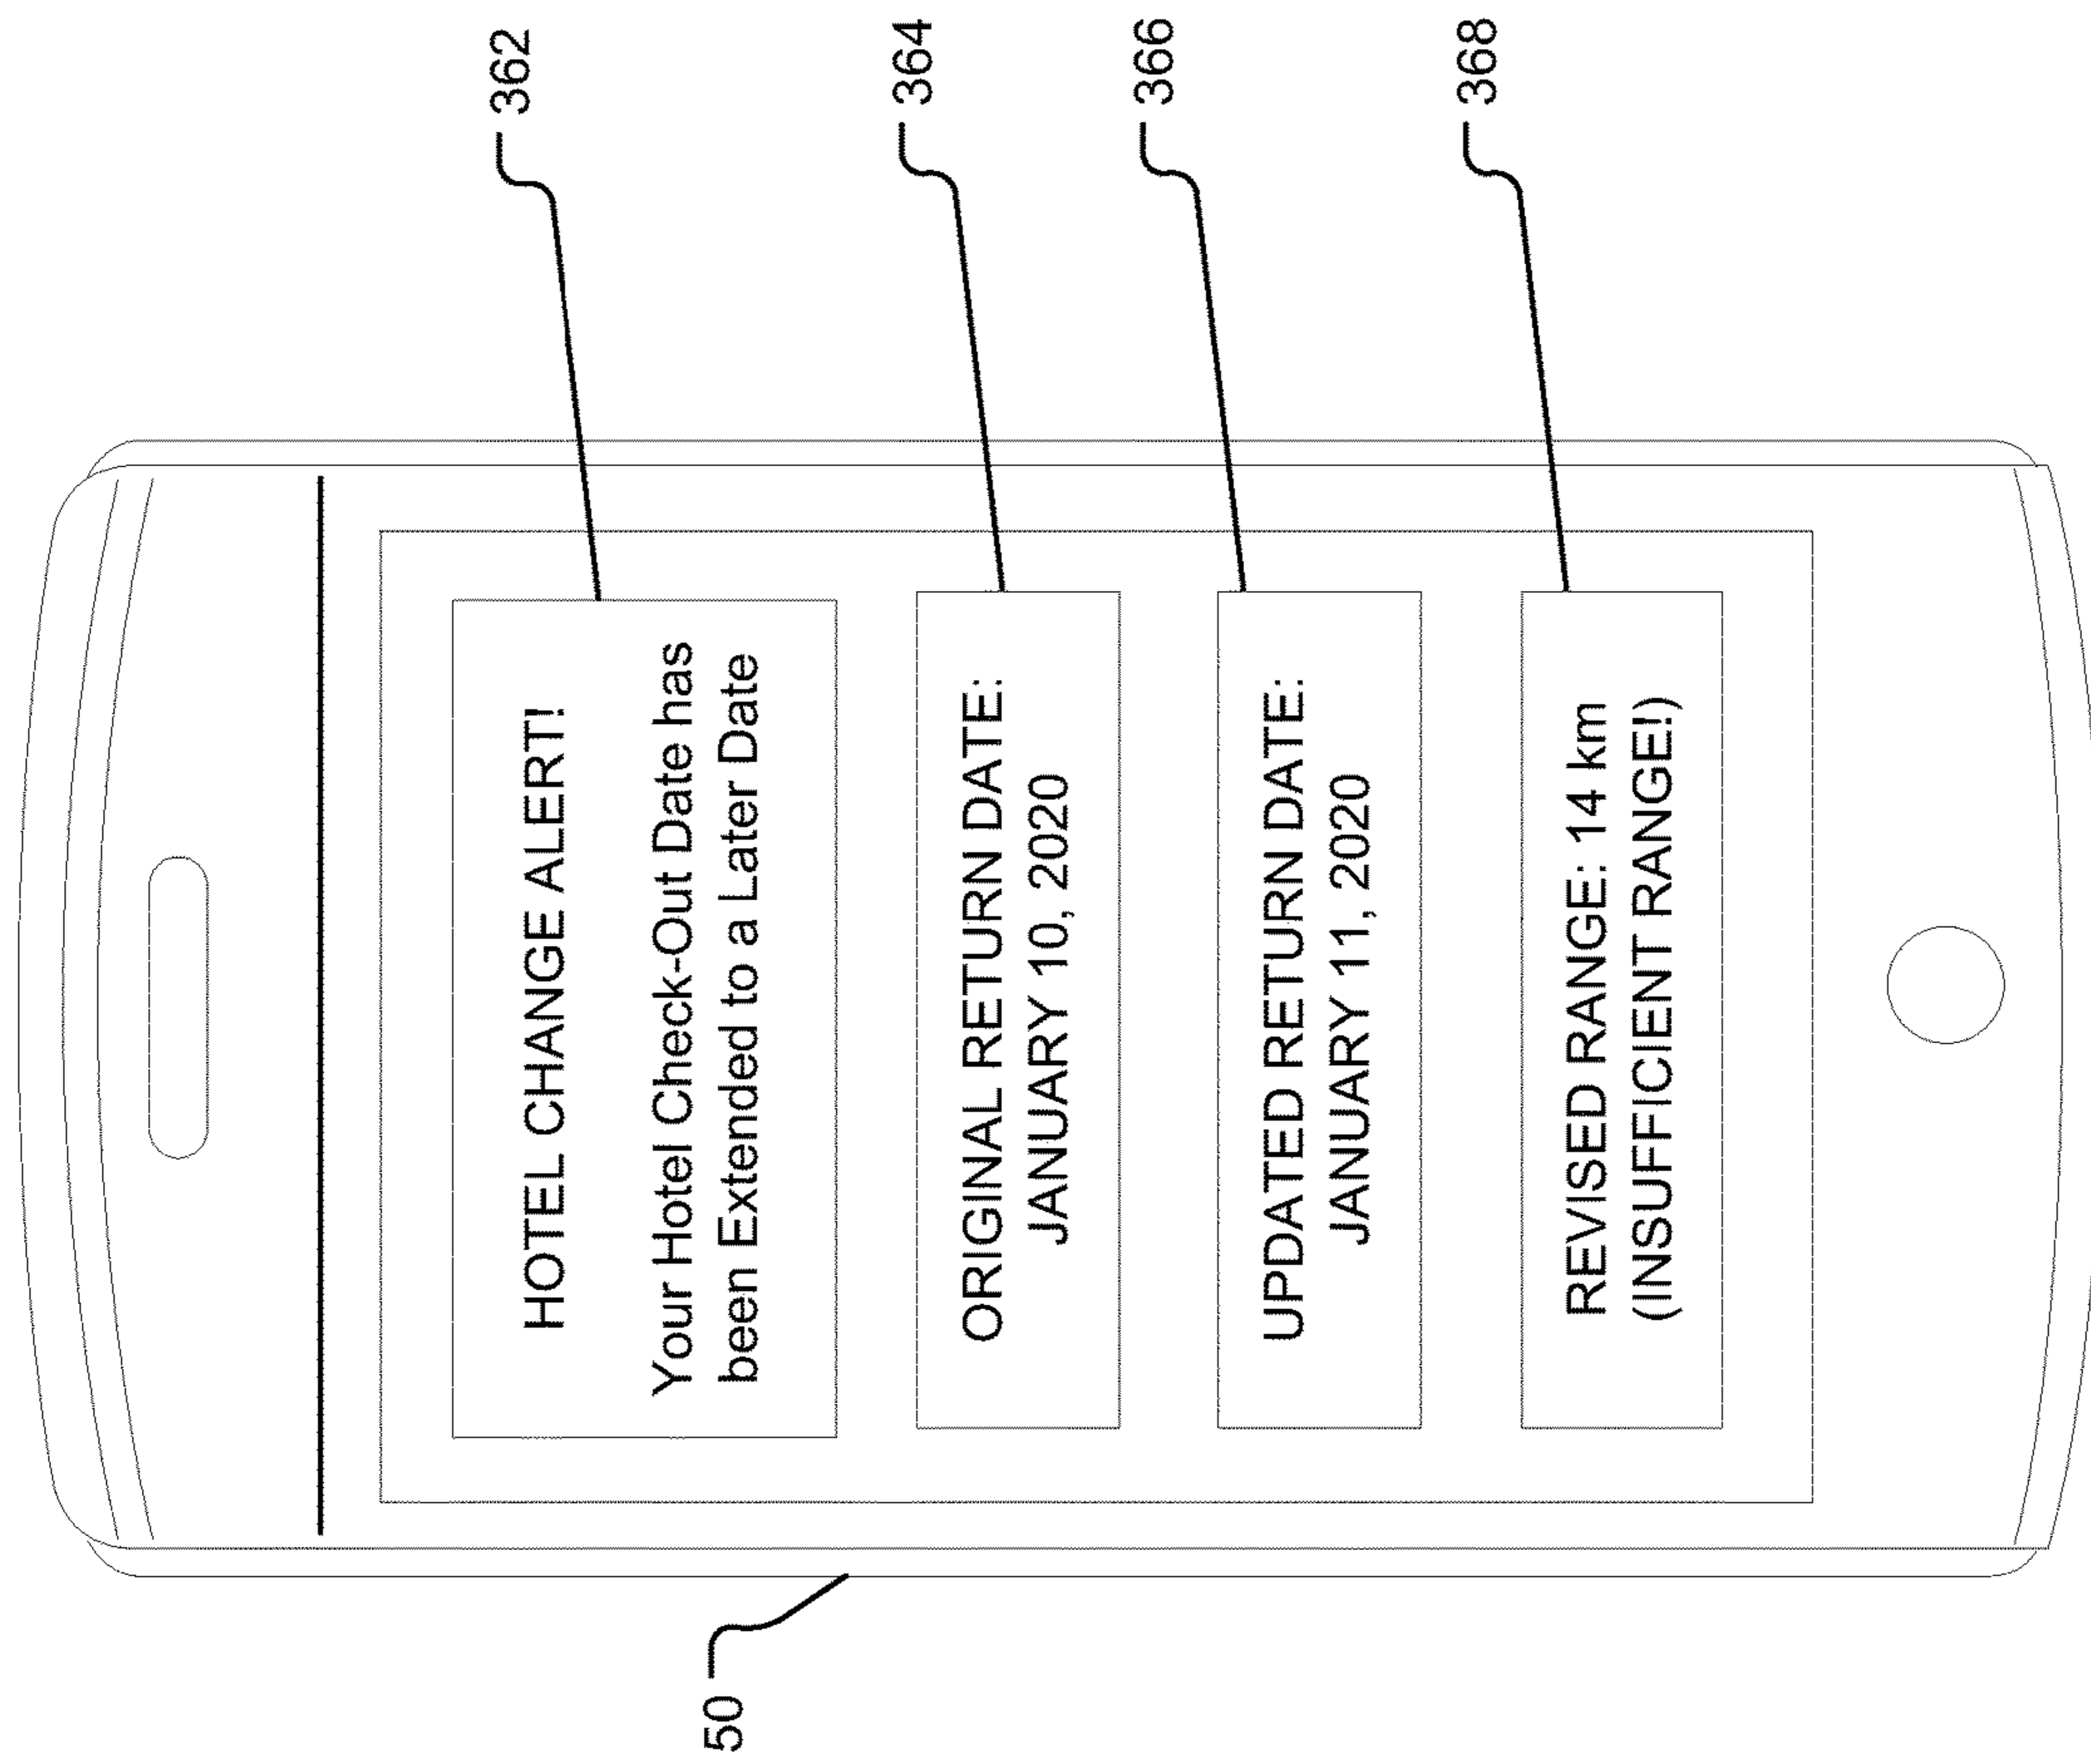 HOTEL CHANGE ALERT!
Your Hotel Check-Out Date has
been Extended to a Later Date
362
ORIGINAL RETURN DATE:
JANUARY 10, 2020
364
UPDATED RETURN DATE:
JANUARY 11, 2020
366
REVISED RANGE: 14 km
(INSUFFICIENT RANGE!)
368
50